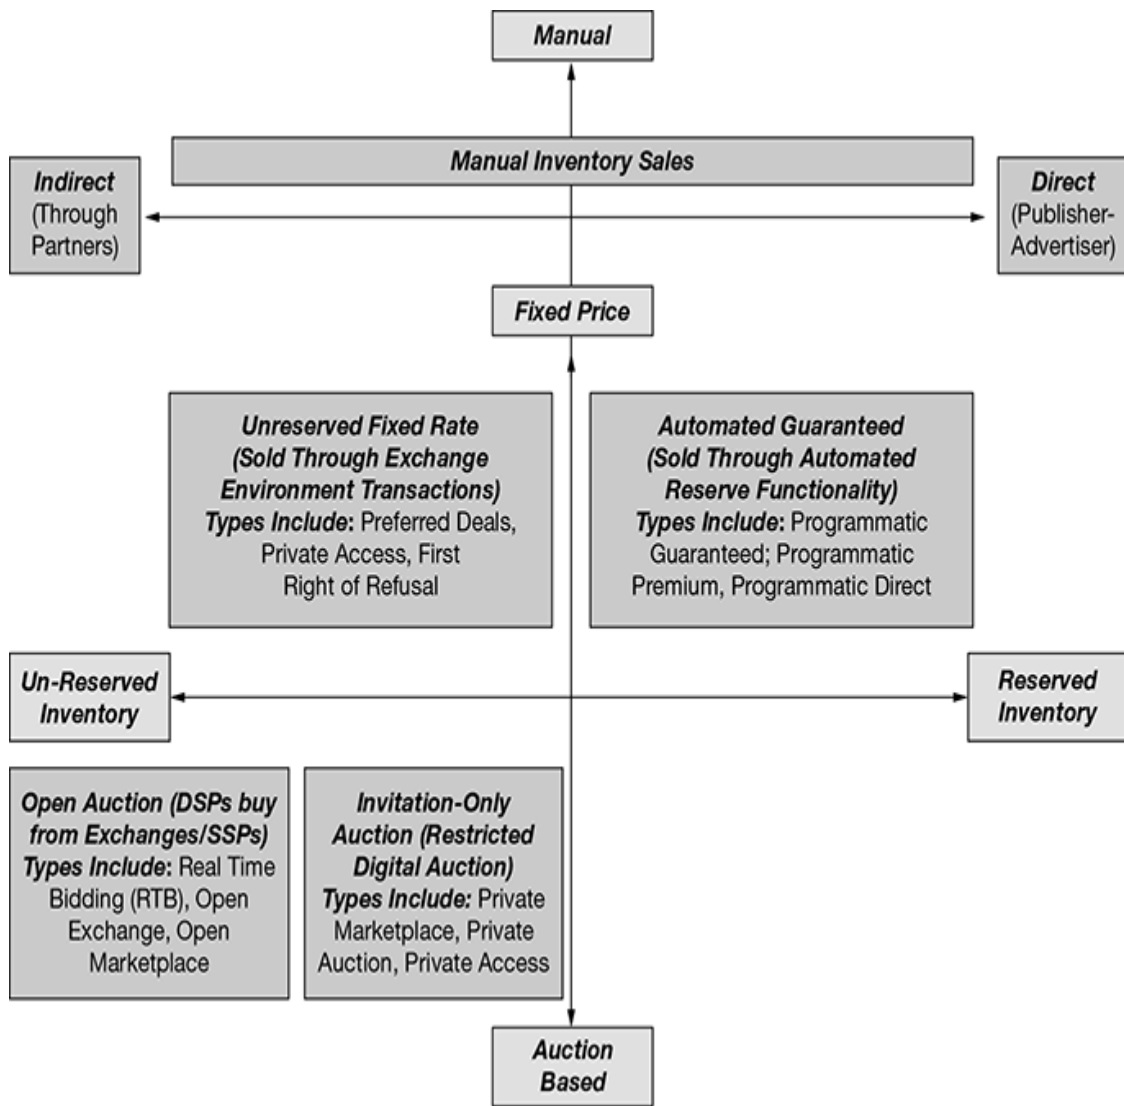 Manual
Manual Inventory Sales
Indirect
(Through
Partners)
Direct
(Publisher-
Advertiser)
Fixed Price
Unreserved Fixed Rate
(Sold Through Exchange
Environment Transactions)
Types Include: Preferred Deals,
Private Access, First
Right of Refusal
Automated Guaranteed
(Sold Through Automated
Reserve Functionality)
Types Include: Programmatic
Guaranteed; Programmatic
Premium, Programmatic Direct
Un-Reserved
Inventory
Reserved
Inventory
Open Auction (DSPs buy
from Exchanges/SSPs)
Types Include: Real Time
Bidding (RTB), Open
Exchange, Open
Marketplace
Invitation-Only
Auction (Restricted
Digital Auction)
Types Include: Private
Marketplace, Private
Auction, Private Access
Auction
Based